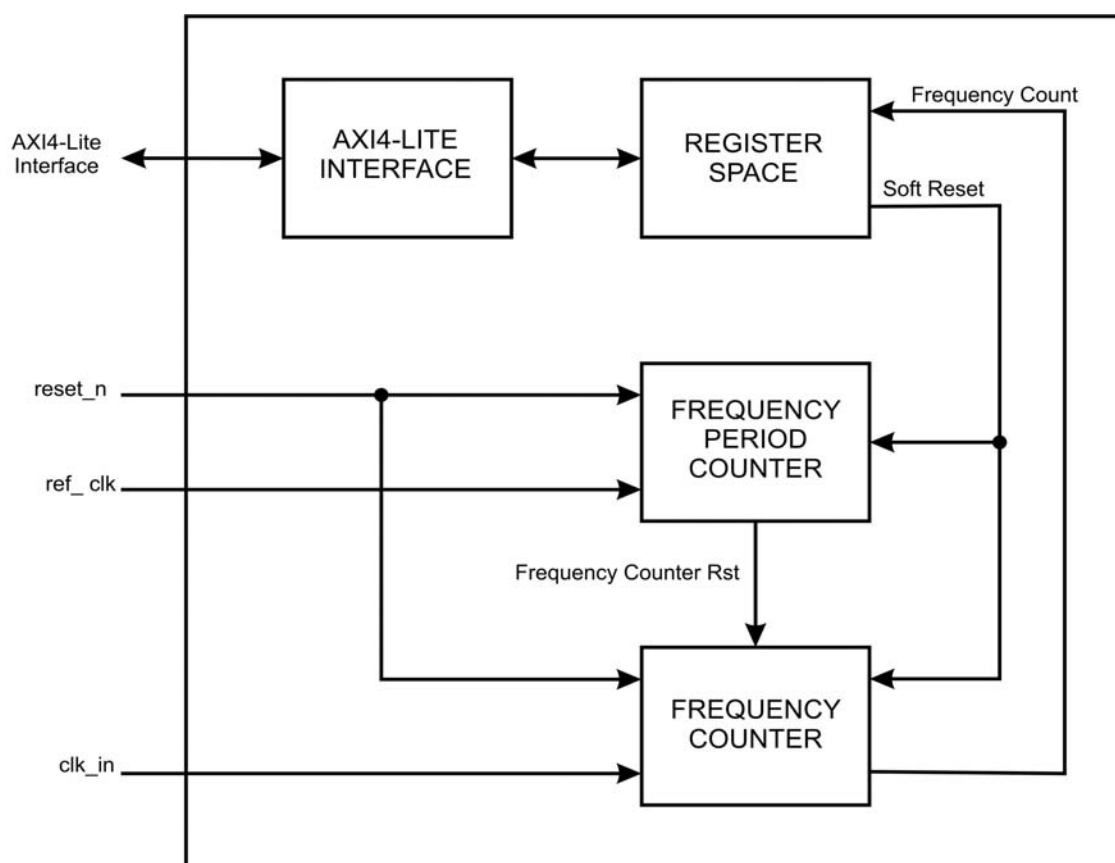 Frequency Count
AXI4-Lite
Interface
AXI4-LITE
INTERFACE
REGISTER
SPACE
Soft Reset
reset_n
FREQUENCY
PERIOD
COUNTER
ref_ clk
Frequency Counter Rst
FREQUENCY
COUNTER
clk_in